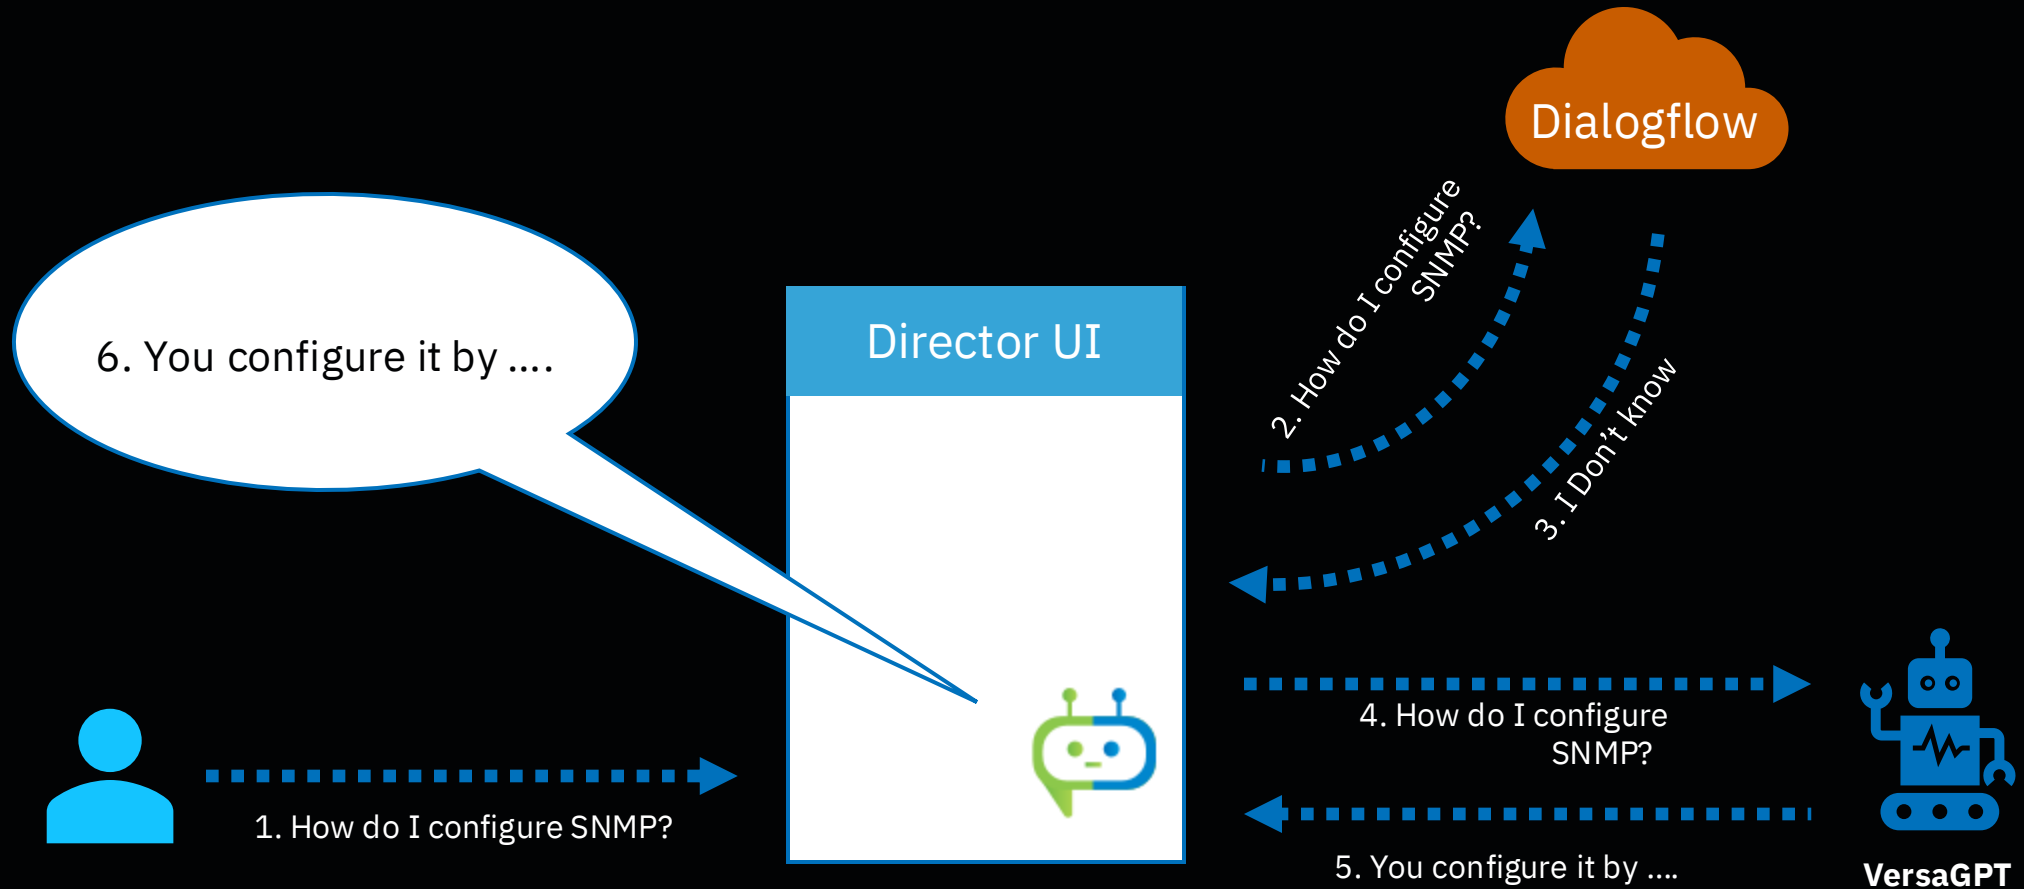 Dialogflow
2. How do I configure
SNMP?
3. I Don’t know
6. You configure it by ....
Director UI
4. How do I configure
SNMP?
1. How do I configure SNMP?
5. You configure it by ....
VersaGPT